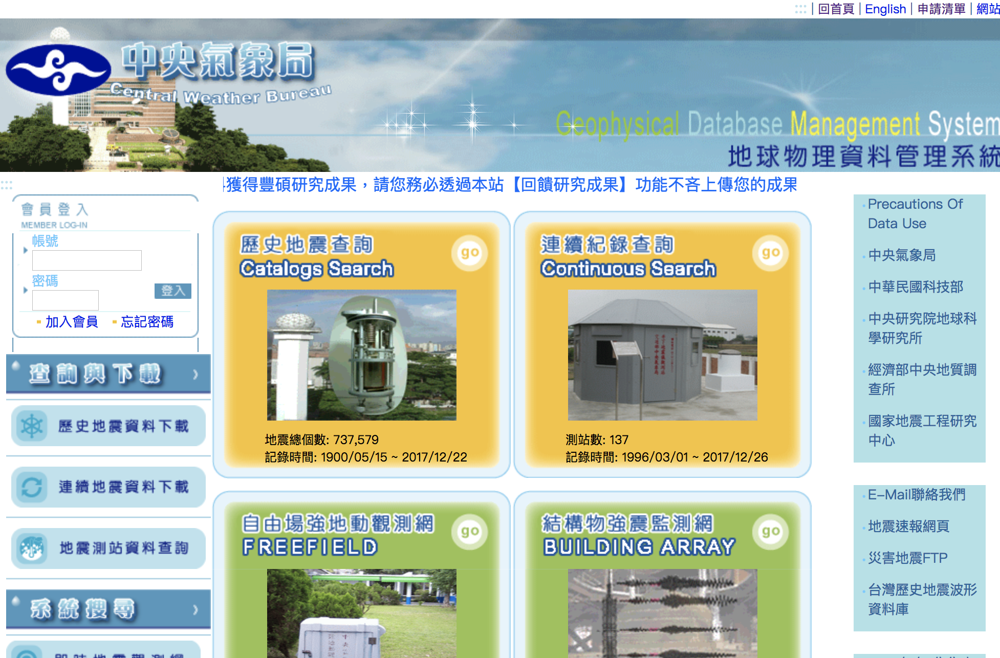 回首頁 | English | 申請清單 | 網站
中央氣象局
Central Weather Bureau
Geophysical Database Management System
地球物理資料管理系統
獲得豐碩研究成果，請您務必透過本站【回饋研究成果】功能不吝上傳您的成果
會員登入
MEMBER LOG-IN
帳號
密碼
登入
加入會員 忘記密碼
查詢與下載
歷史地震資料下載
連續地震資料下載
地震測站資料查詢
系統搜尋
即時地震觀測網
歷史地震查詢
go
Catalogs Search
地震總個數: 737,579
記錄時間: 1900/05/15 ~ 2017/12/22
連續紀錄查詢
go
Continuous Search
測站數: 137
記錄時間: 1996/03/01 ~ 2017/12/26
自由場強地動觀測網
go
FREEFIELD
結構物強震監測網
go
BUILDING ARRAY
Precautions Of
Data Use
中央氣象局
中華民國科技部
中央研究院地球科
學研究所
經濟部中央地質調
查所
國家地震工程研究
中心
E-Mail聯絡我們
地震速報網頁
災害地震FTP
台灣歷史地震波形
資料庫